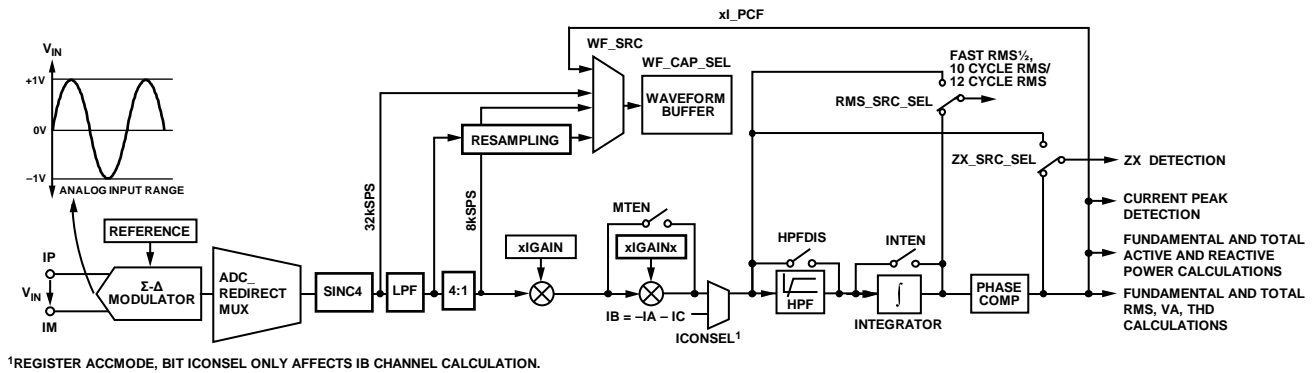 xI_PCF
V_IN
+1V
0V
−1V
ANALOG INPUT RANGE
WF_SRC
WF_CAP_SEL
WAVEFORM
BUFFER
RESAMPLING
FAST RMS½,
10 CYCLE RMS/
12 CYCLE RMS
RMS_SRC_SEL
ZX_SRC_SEL
ZX DETECTION
CURRENT PEAK
DETECTION
FUNDAMENTAL AND TOTAL
ACTIVE AND REACTIVE
POWER CALCULATIONS
FUNDAMENTAL AND TOTAL
RMS, VA, THD
CALCULATIONS
32kSPS
8kSPS
REFERENCE
IP
V_IN
IM
Σ-Δ
MODULATOR
ADC_
REDIRECT
MUX
SINC4
LPF
4:1
xIGAIN
MTEN
xIGAINx
IB = −IA − IC
ICONSEL¹
HPFDIS
HPF
INTEN
∫
INTEGRATOR
PHASE
COMP
¹REGISTER ACCMODE, BIT ICONSEL ONLY AFFECTS IB CHANNEL CALCULATION.